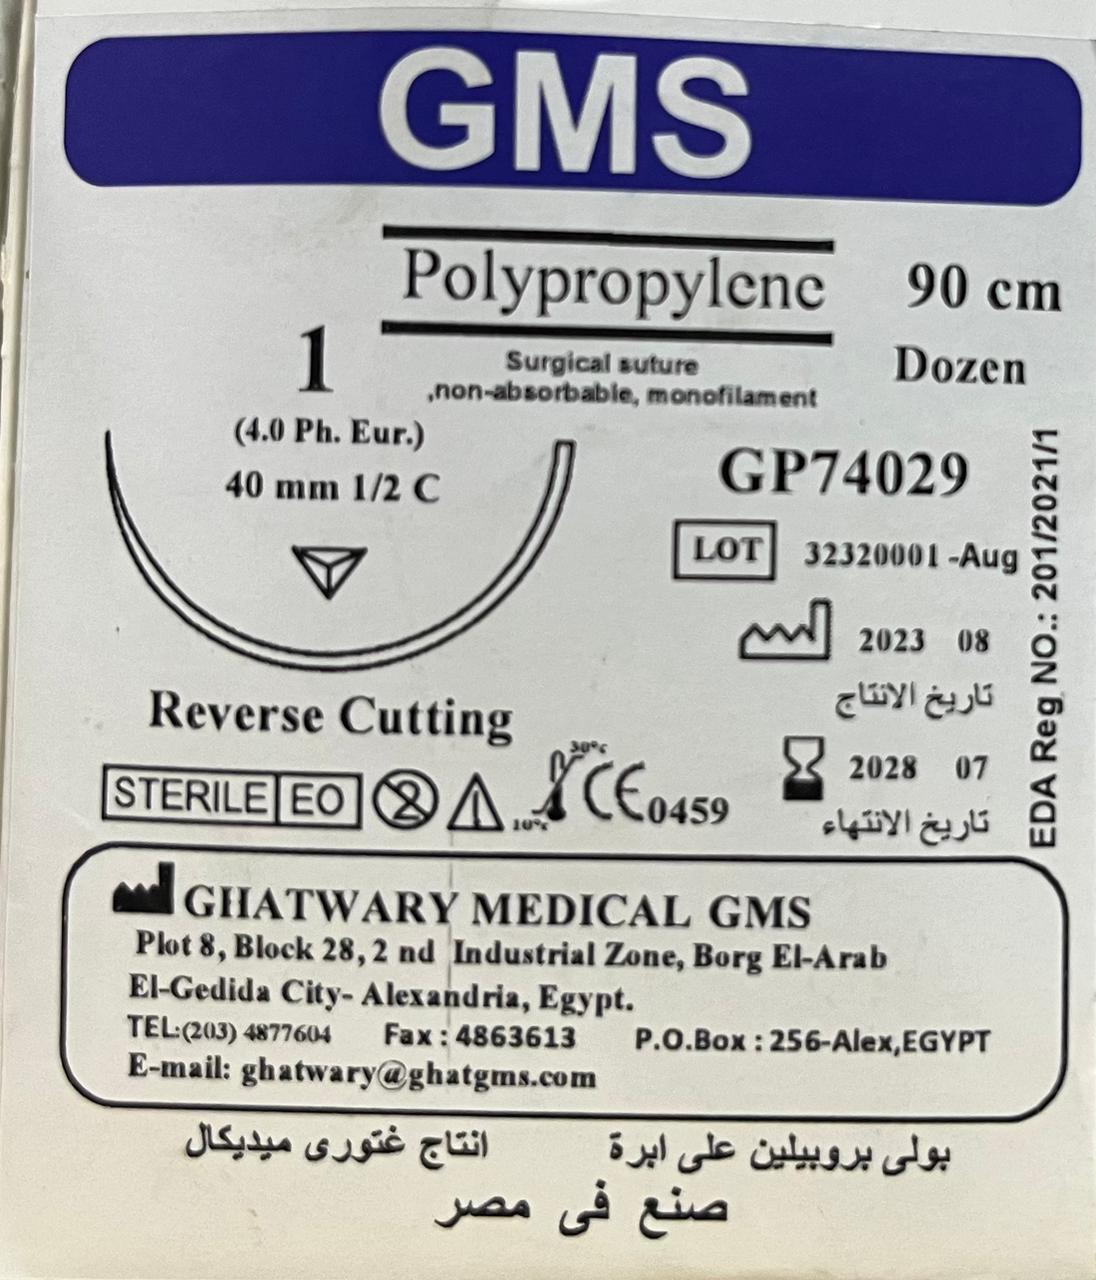 GMS
Polypropylene
90 cm
1
Surgical suture
,non-absorbable, monofilament
Dozen
(4.0 Ph. Eur.)
40 mm 1/2 C
GP74029
LOT 32320001 -Aug
2023 08
تاريخ الانتاج
Reverse Cutting
2028 07
تاريخ الانتهاء
STERILE EO 2 10°c 30°c CE 0459
EDA Reg NO.: 201/2021/1
GHATWARY MEDICAL GMS
Plot 8, Block 28, 2 nd Industrial Zone, Borg El-Arab
El-Gedida City- Alexandria, Egypt.
TEL:(203) 4877604 Fax : 4863613 P.O.Box : 256-Alex,EGYPT
E-mail: ghatwary@ghatgms.com
بولى بروبيلين على ابرة انتاج غتورى ميديكال
صنع فى مصر